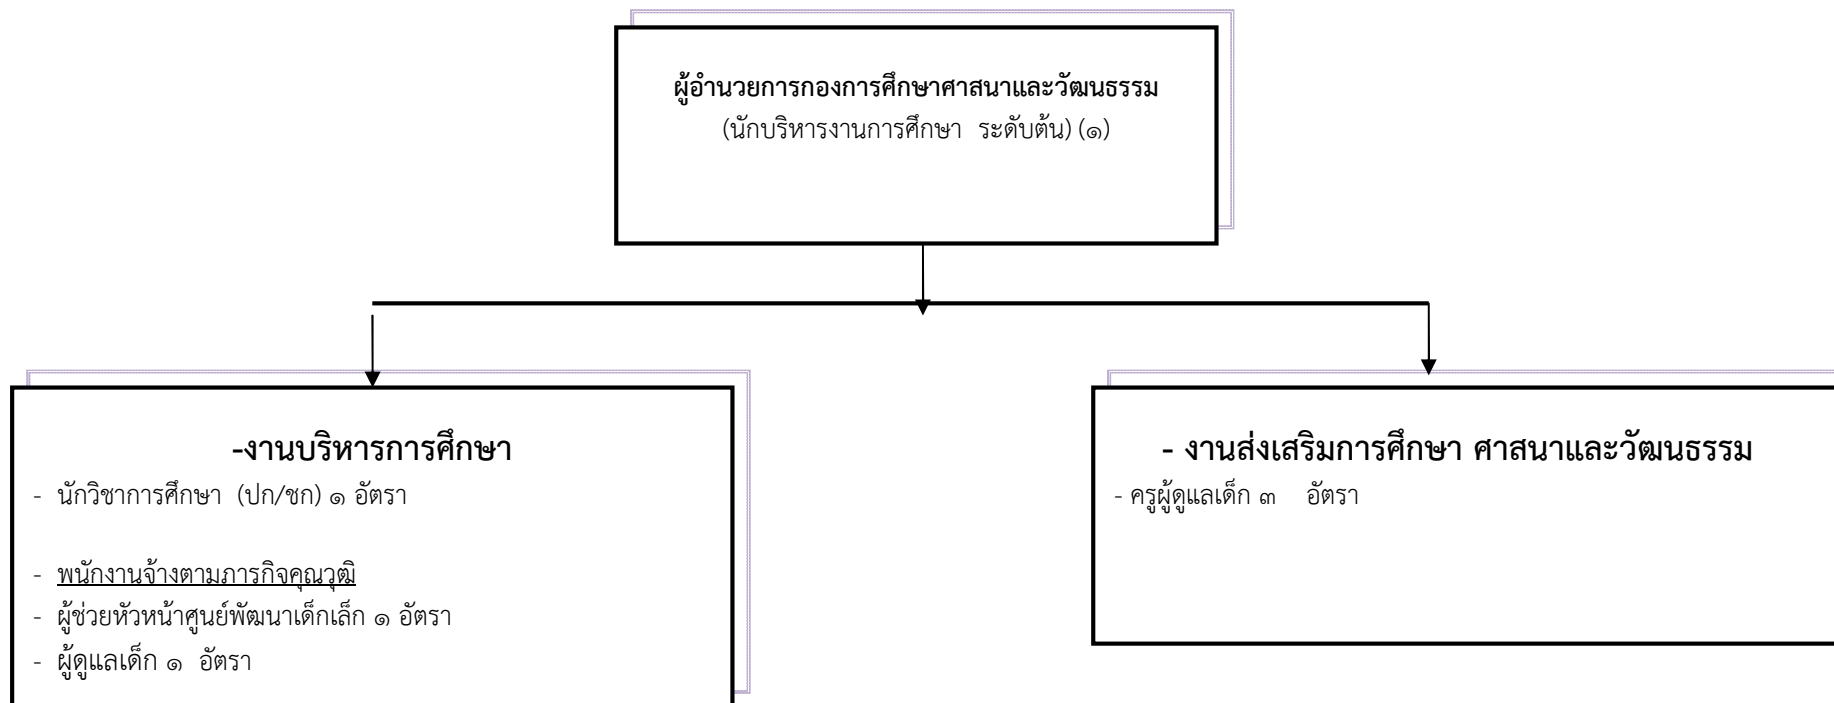 ผู้อำนวยการกองการศึกษาศาสนาและวัฒนธรรม
(นักบริหารงานการศึกษา ระดับต้น) (๑)
-งานบริหารการศึกษา
- นักวิชาการศึกษา (ปก/ชก) ๑ อัตรา
- พนักงานจ้างตามภารกิจคุณวุฒิ
- ผู้ช่วยหัวหน้าศูนย์พัฒนาเด็กเล็ก ๑ อัตรา
- ผู้ดูแลเด็ก ๑ อัตรา
- งานส่งเสริมการศึกษา ศาสนาและวัฒนธรรม
- ครูผู้ดูแลเด็ก ๓ อัตรา